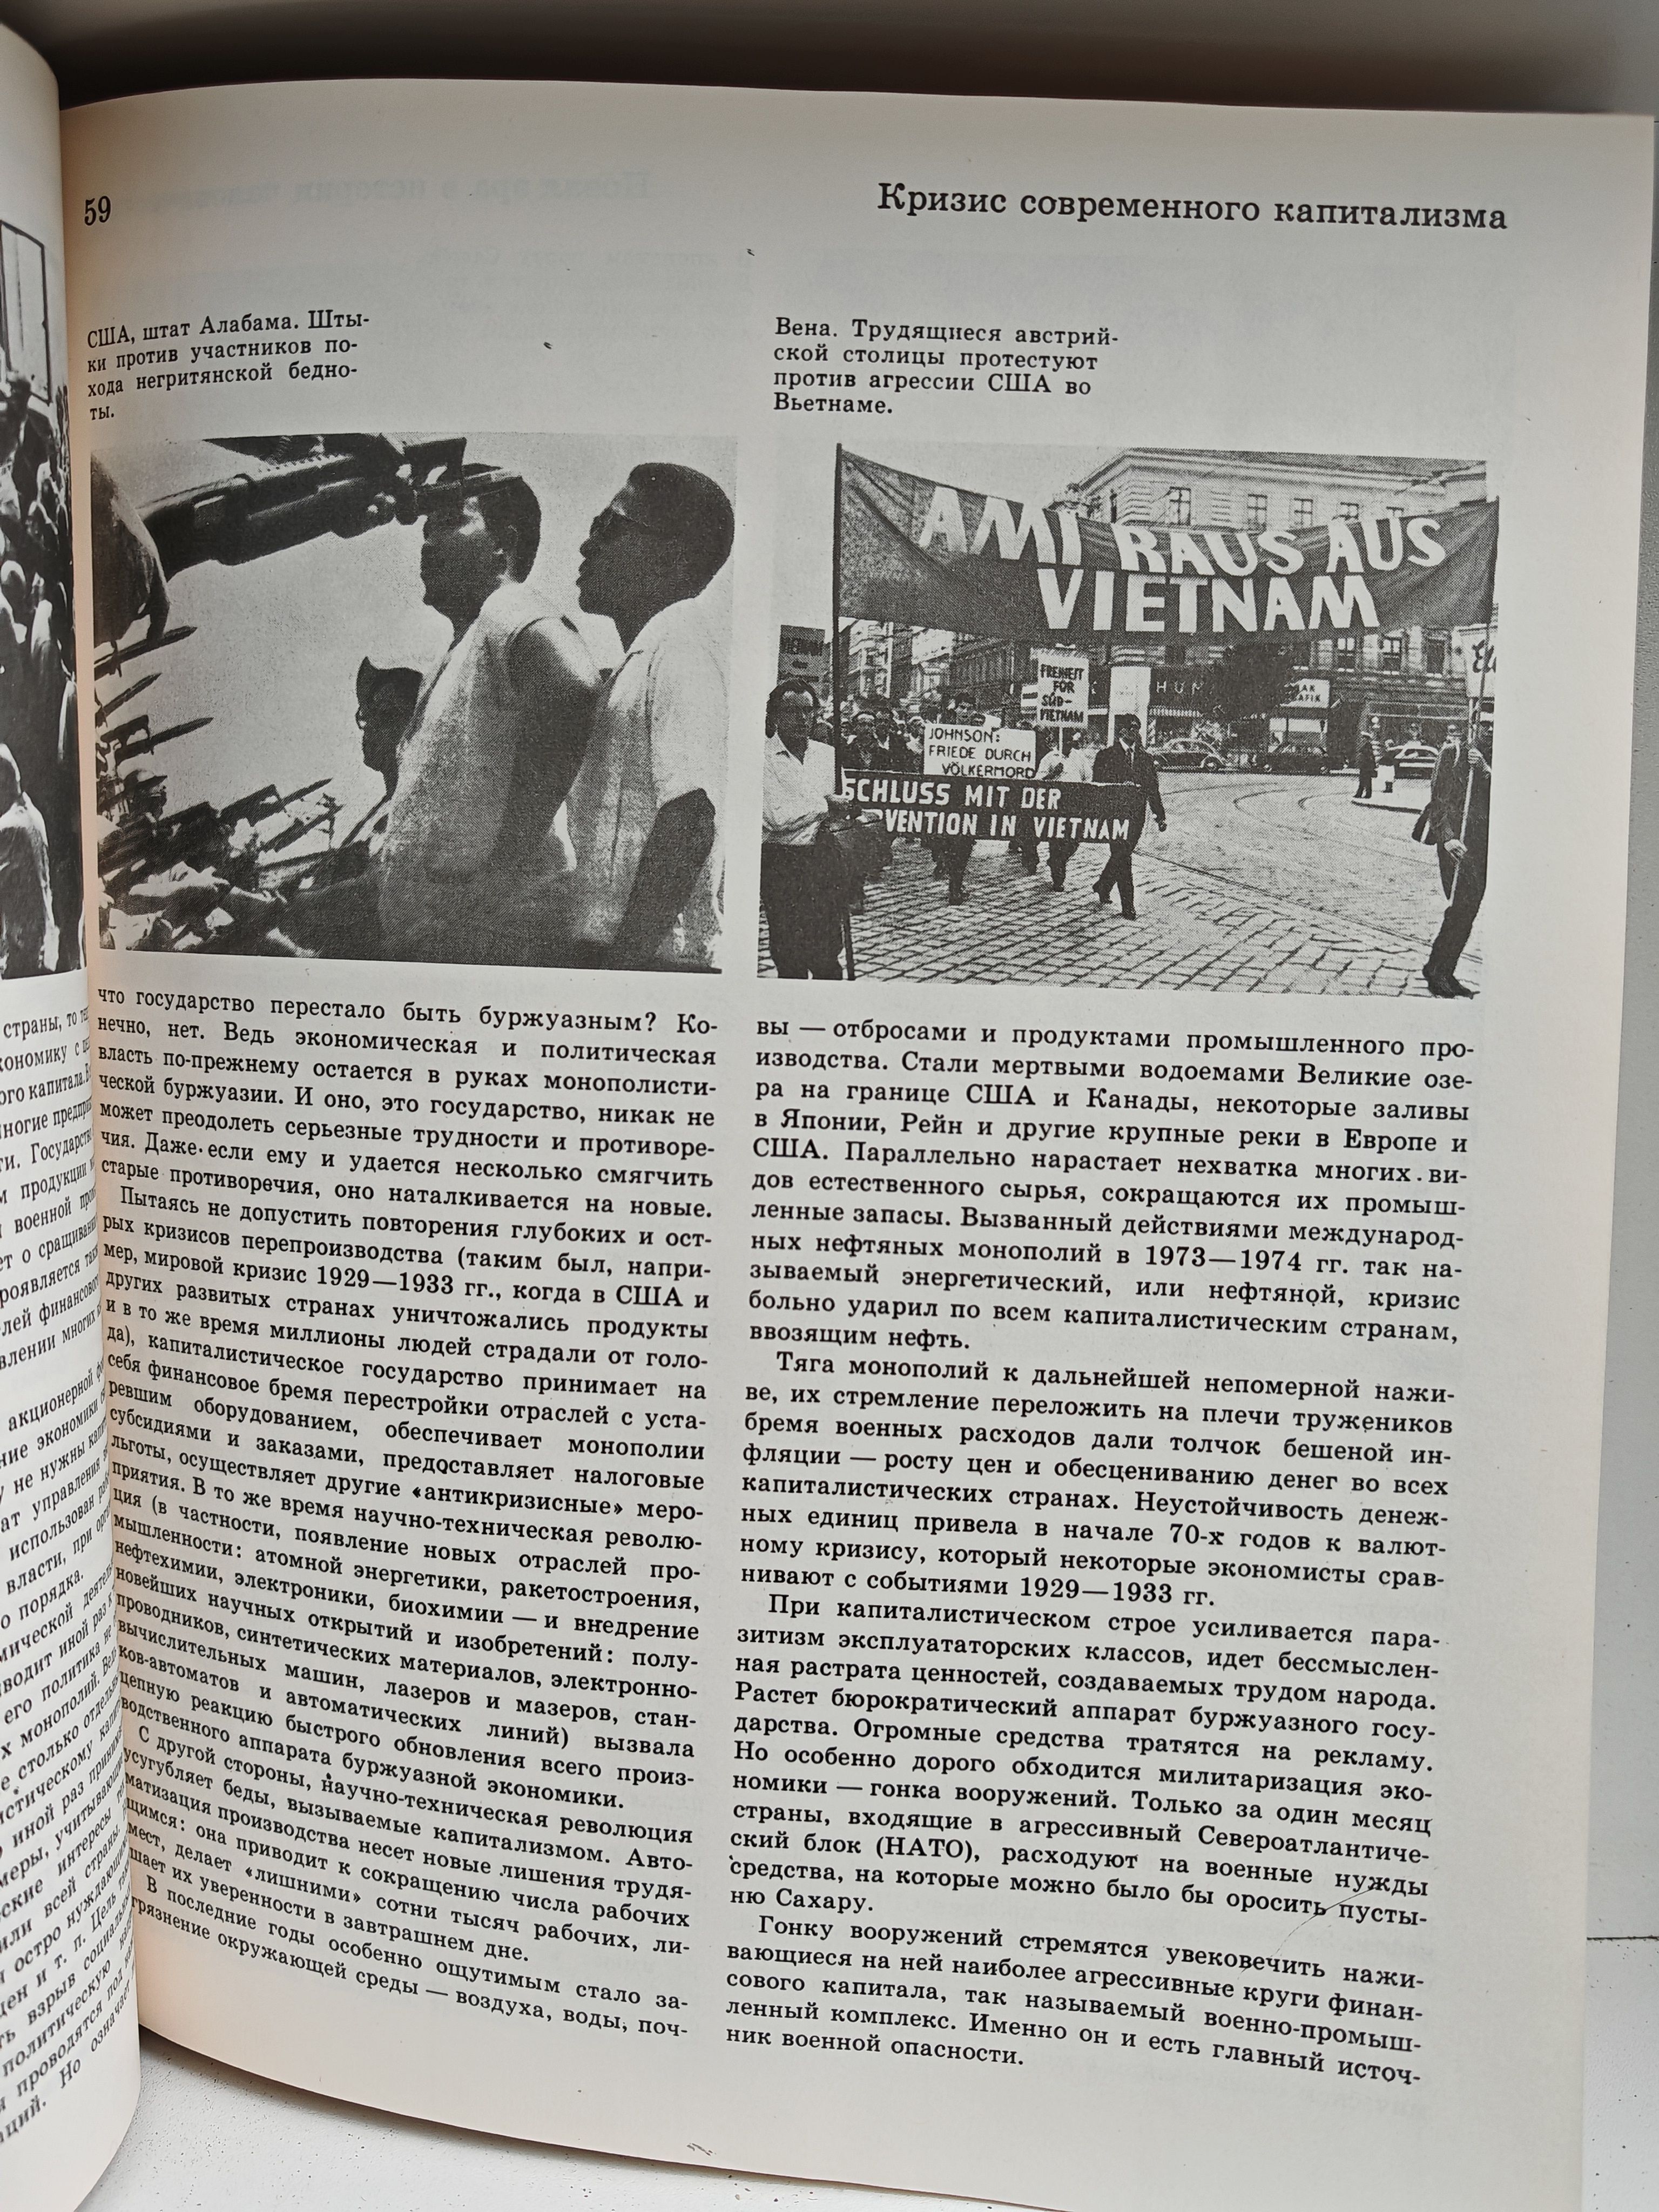 59
Кризис современного капитализма
США, штат Алабама. Шты-
ки против участников по-
хода негритянской бедно-
ты.
Вена. Трудящиеся австрий-
ской столицы протестуют
против агрессии США во
Вьетнаме.
AMI RAUS AUS
VIETNAM
VIETNAM
FREIHEIT
FÜR
SÜD-
VIETNAM
JOHNSON:
FRIEDE DURCH
VÖLKERMORD
SCHLUSS MIT DER
VENTION IN VIETNAM
что государство перестало быть буржуазным? Ко-
нечно, нет. Ведь экономическая и политическая
власть по-прежнему остается в руках монополисти-
ческой буржуазии. И оно, это государство, никак не
может преодолеть серьезные трудности и противоре-
чия. Даже если ему и удается несколько смягчить
старые противоречия, оно наталкивается на новые.
Пытаясь не допустить повторения глубоких и ост-
рых кризисов перепроизводства (таким был, напри-
мер, мировой кризис 1929—1933 гг., когда в США и
других развитых странах уничтожались продукты
и в то же время миллионы людей страдали от голо-
да), капиталистическое государство принимает на
себя финансовое бремя перестройки отраслей с уста-
ревшим оборудованием, обеспечивает монополии
субсидиями и заказами, предоставляет налоговые
льготы, осуществляет другие «антикризисные» меро-
приятия. В то же время научно-техническая револю-
ция (в частности, появление новых отраслей про-
мышленности: атомной энергетики, ракетостроения,
нефтехимии, электроники, биохимии — и внедрение
новейших научных открытий и изобретений: полу-
проводников, синтетических материалов, электронно-
вычислительных машин, лазеров и мазеров, стан-
ков-автоматов и автоматических линий) вызвала
цепную реакцию быстрого обновления всего произ-
водственного аппарата буржуазной экономики.
С другой стороны, научно-техническая революция
усугубляет беды, вызываемые капитализмом. Авто-
матизация производства несет новые лишения трудя-
щимся: она приводит к сокращению числа рабочих
мест, делает «лишними» сотни тысяч рабочих, ли-
шает их уверенности в завтрашнем дне.
В последние годы особенно ощутимым стало за-
грязнение окружающей среды — воздуха, воды, поч-
вы — отбросами и продуктами промышленного про-
изводства. Стали мертвыми водоемами Великие озе-
ра на границе США и Канады, некоторые заливы
в Японии, Рейн и другие крупные реки в Европе и
США. Параллельно нарастает нехватка многих ви-
дов естественного сырья, сокращаются их промыш-
ленные запасы. Вызванный действиями международ-
ных нефтяных монополий в 1973—1974 гг. так на-
зываемый энергетический, или нефтяной, кризис
больно ударил по всем капиталистическим странам,
ввозящим нефть.
Тяга монополий к дальнейшей непомерной нажи-
ве, их стремление переложить на плечи тружеников
бремя военных расходов дали толчок бешеной ин-
фляции — росту цен и обесцениванию денег во всех
капиталистических странах. Неустойчивость денеж-
ных единиц привела в начале 70-х годов к валют-
ному кризису, который некоторые экономисты срав-
нивают с событиями 1929—1933 гг.
При капиталистическом строе усиливается пара-
зитизм эксплуататорских классов, идет бессмыслен-
ная растрата ценностей, создаваемых трудом народа.
Растет бюрократический аппарат буржуазного госу-
дарства. Огромные средства тратятся на рекламу.
Но особенно дорого обходится милитаризация эко-
номики — гонка вооружений. Только за один месяц
страны, входящие в агрессивный Североатлантиче-
ский блок (НАТО), расходуют на военные нужды
средства, на которые можно было бы оросить пусты-
ню Сахару.
Гонку вооружений стремятся увековечить нажи-
вающиеся на ней наиболее агрессивные круги финан-
сового капитала, так называемый военно-промыш-
ленный комплекс. Именно он и есть главный источ-
ник военной опасности.